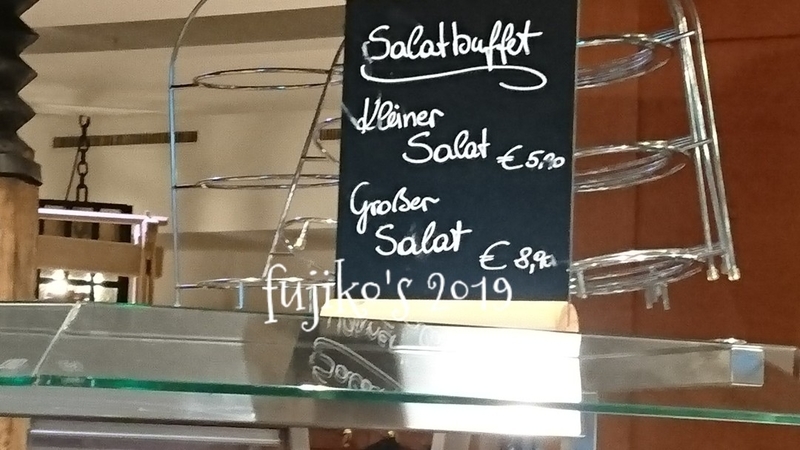 Salatbuffet
Kleiner
Salat €5,90
Großer
Salat € 8,90
fujiko's 2019